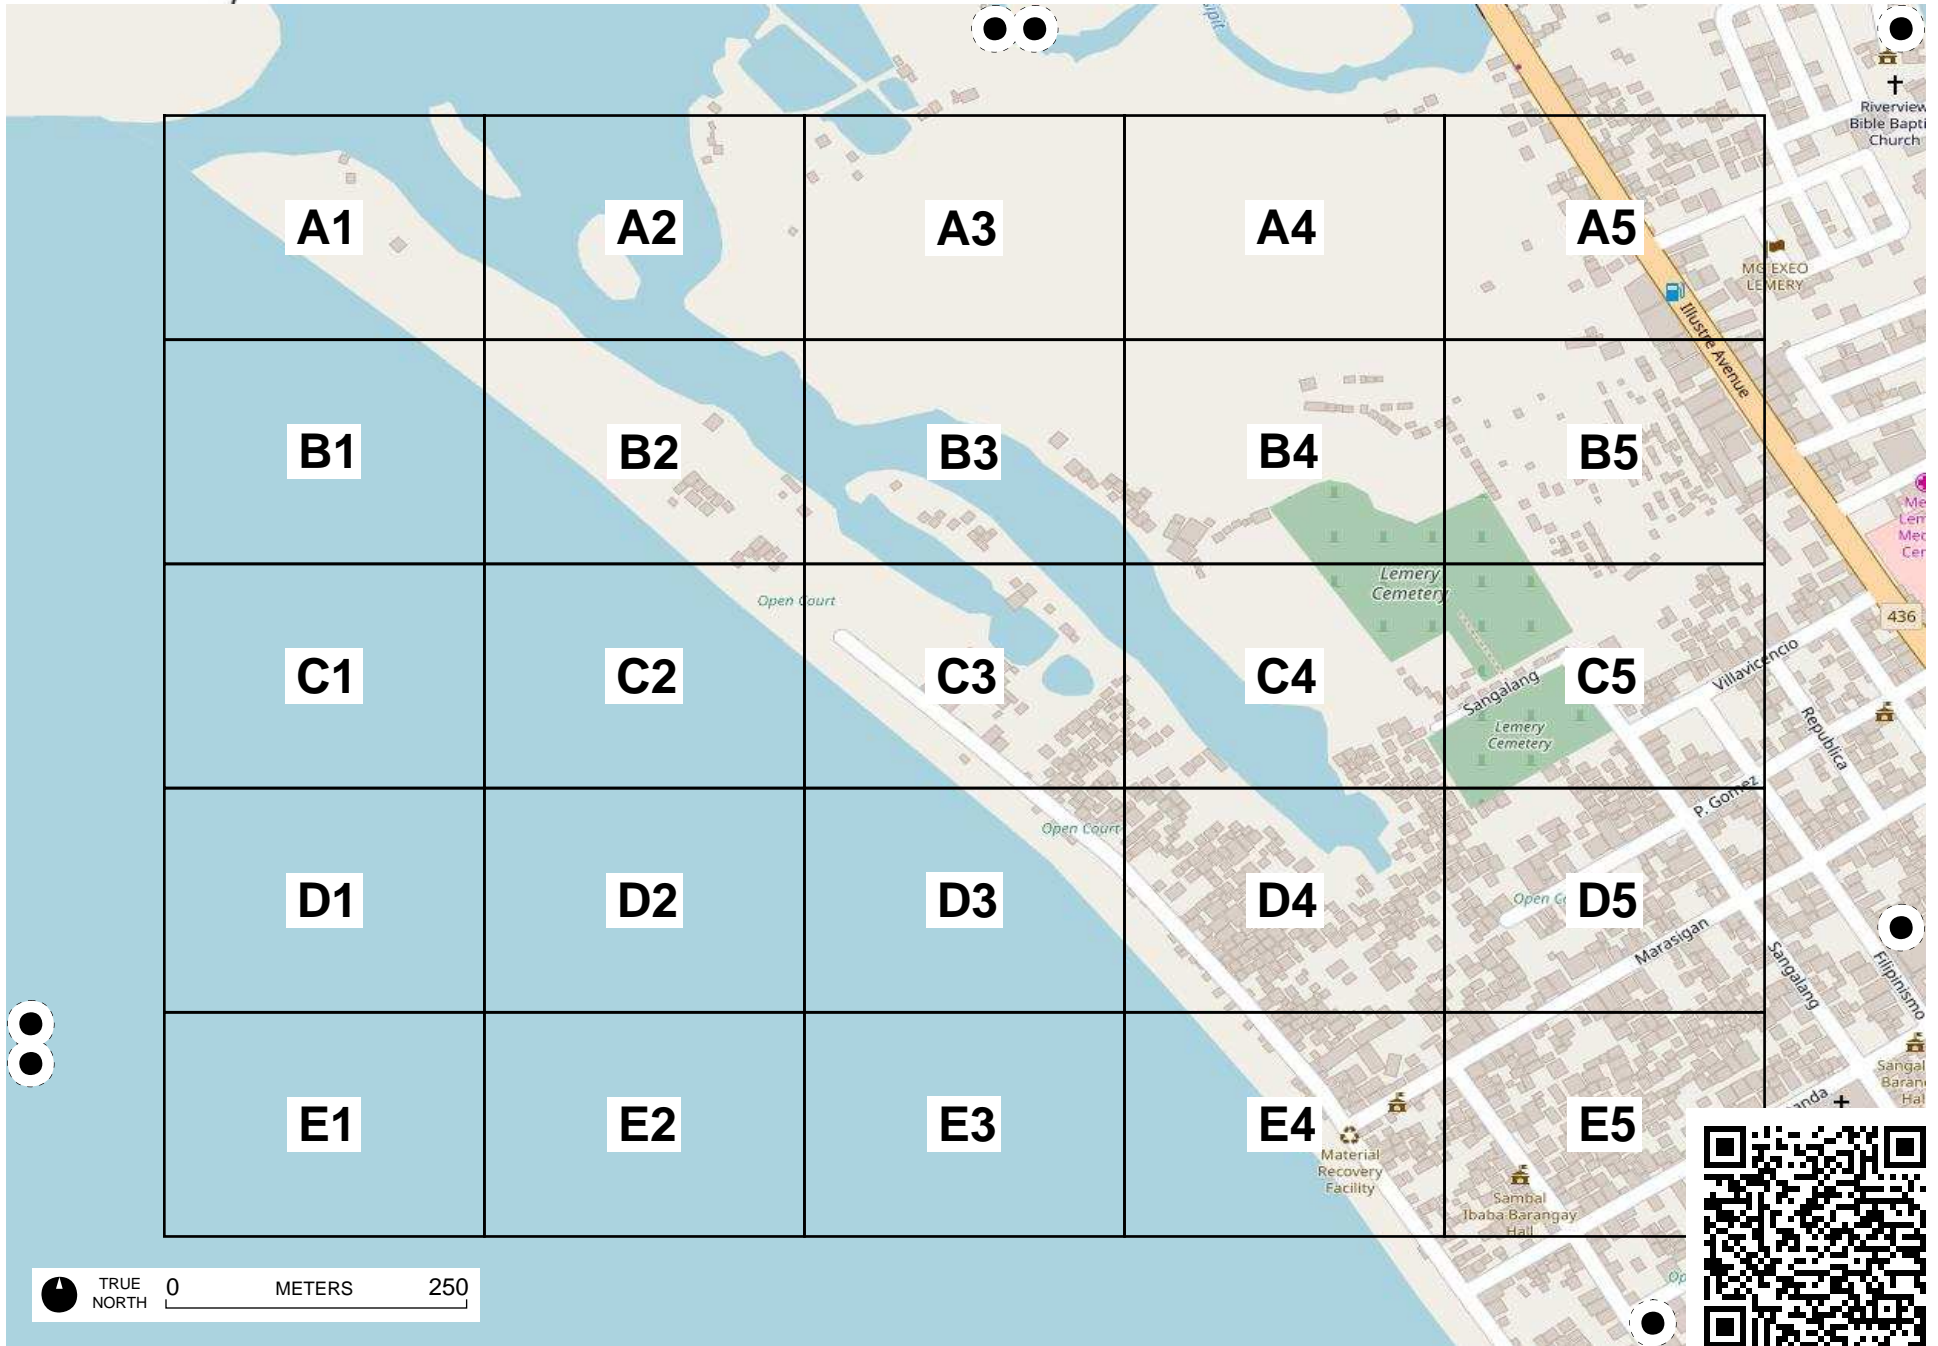 Riverview
Church
A1
A2
A3
A4
A5
MG EXEO
LEMERY
Illustre Avenue
B1
B2
B3
B4
B5
Open Court
Lemery
Cemetery
436
C1
C2
C3
C4
C5
Sangalang
Villavicencio
Lemery
Cemetery
Republica
P. Gomez
Open Court
D1
D2
D3
D4
Open
D5
Marasigan
Sangalang
Filipinismo
E1
E2
E3
E4
E5
Material
Recovery
Facility
Sambal
Ibaba Barangay
Hall
TRUE
NORTH
0 METERS 250